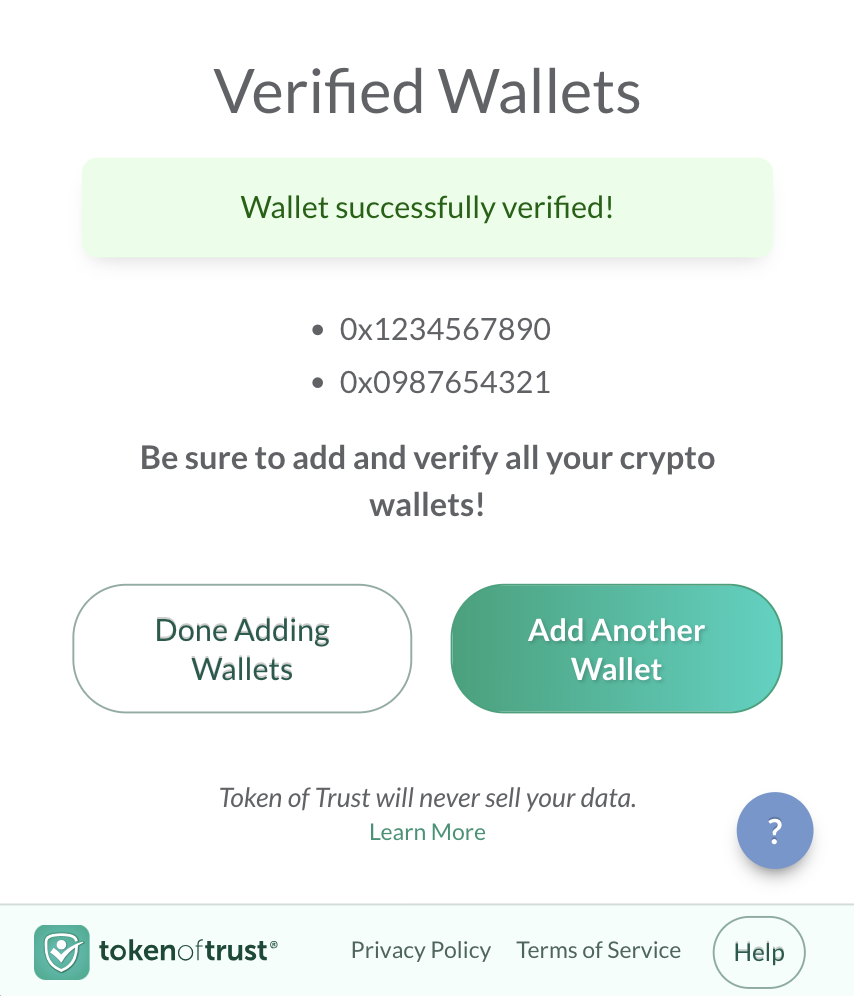 Verified Wallets
Wallet successfully verified!
• 0x1234567890
• 0x0987654321
Be sure to add and verify all your crypto
wallets!
Done Adding
Wallets
Add Another
Wallet
Token of Trust will never sell your data.
Learn More
?
tokenoftrust®
Privacy Policy
Terms of Service
Help